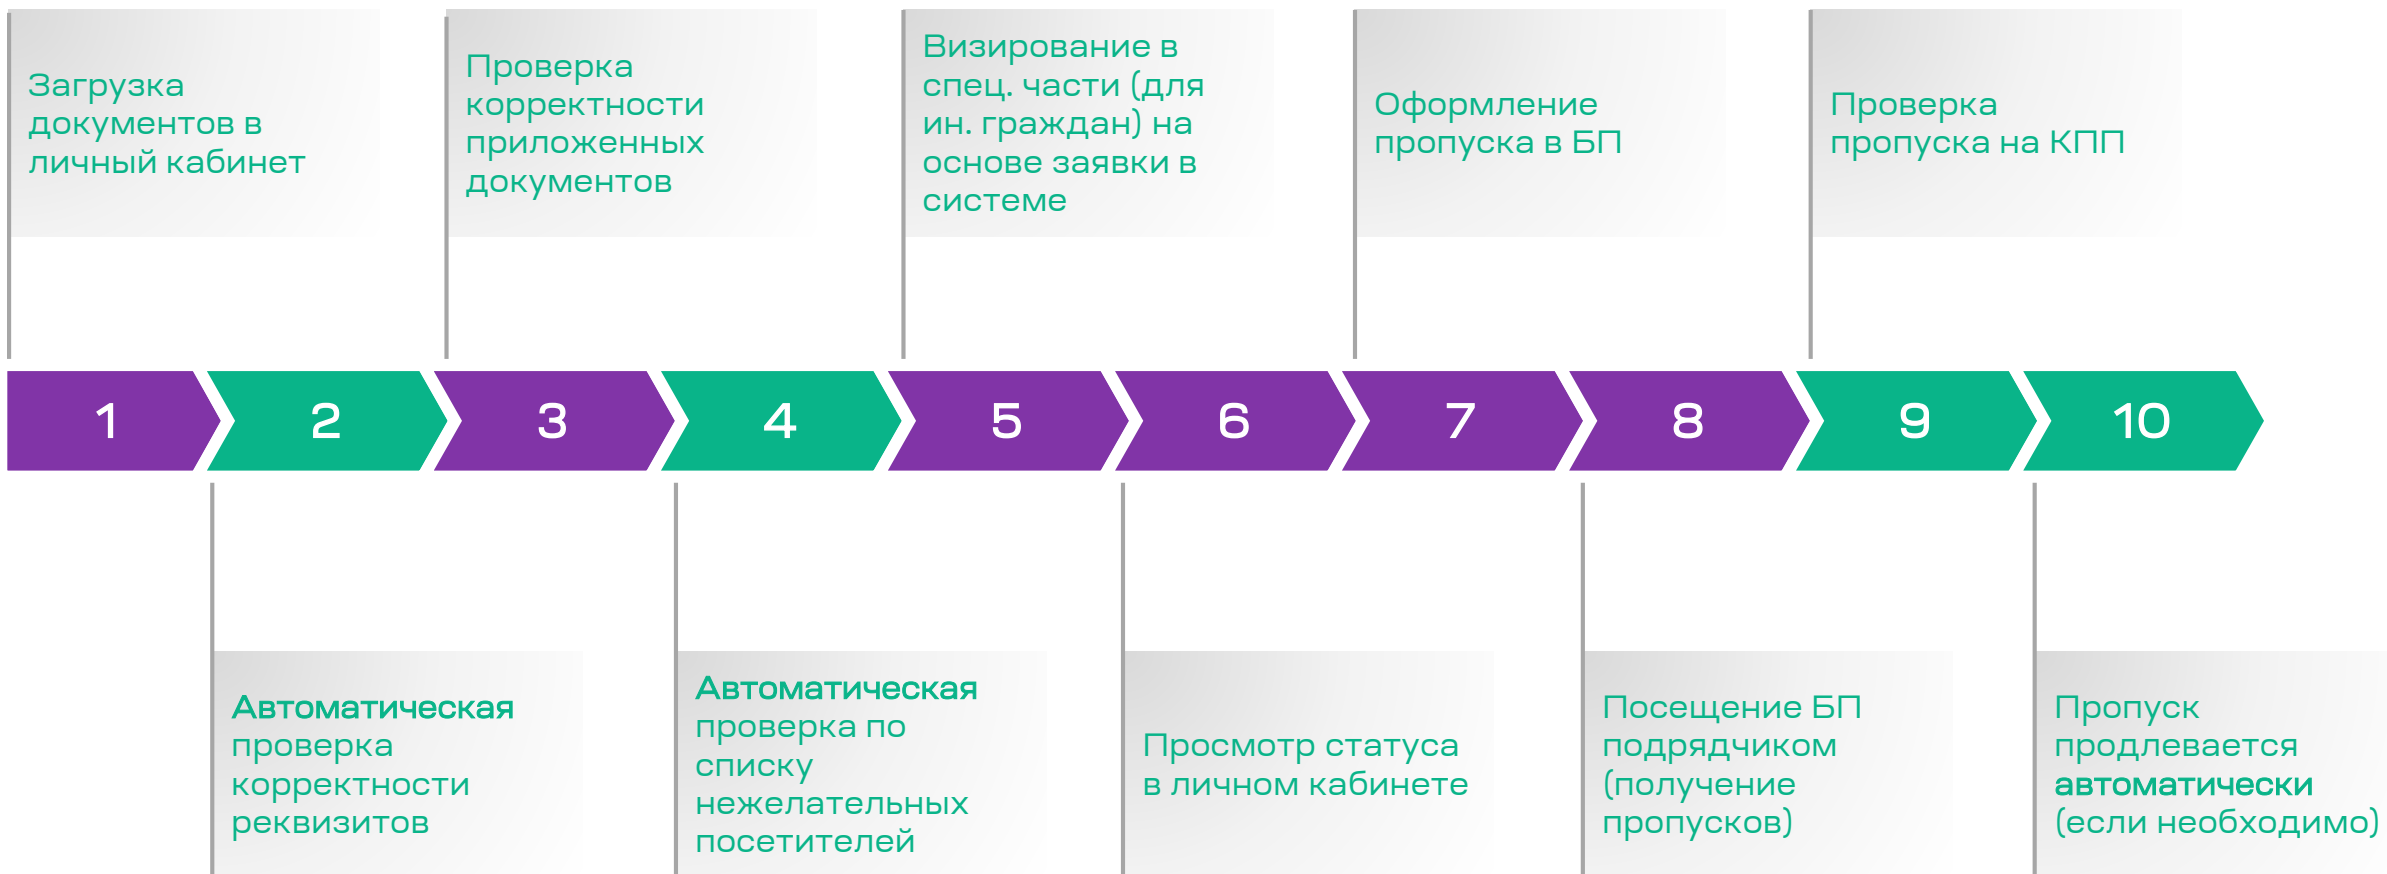 Загрузка
документов в
личный кабинет
Проверка
корректности
приложенных
документов
Визирование в
спец. части (для
ин. граждан) на
основе заявки в
системе
Оформление
пропуска в БП
Проверка
пропуска на КПП
1
2
3
4
5
6
7
8
9
10
Автоматическая
проверка
корректности
реквизитов
Автоматическая
проверка по
списку
нежелательных
посетителей
Просмотр статуса
в личном кабинете
Посещение БП
подрядчиком
(получение
пропусков)
Пропуск
продлевается
автоматически
(если необходимо)